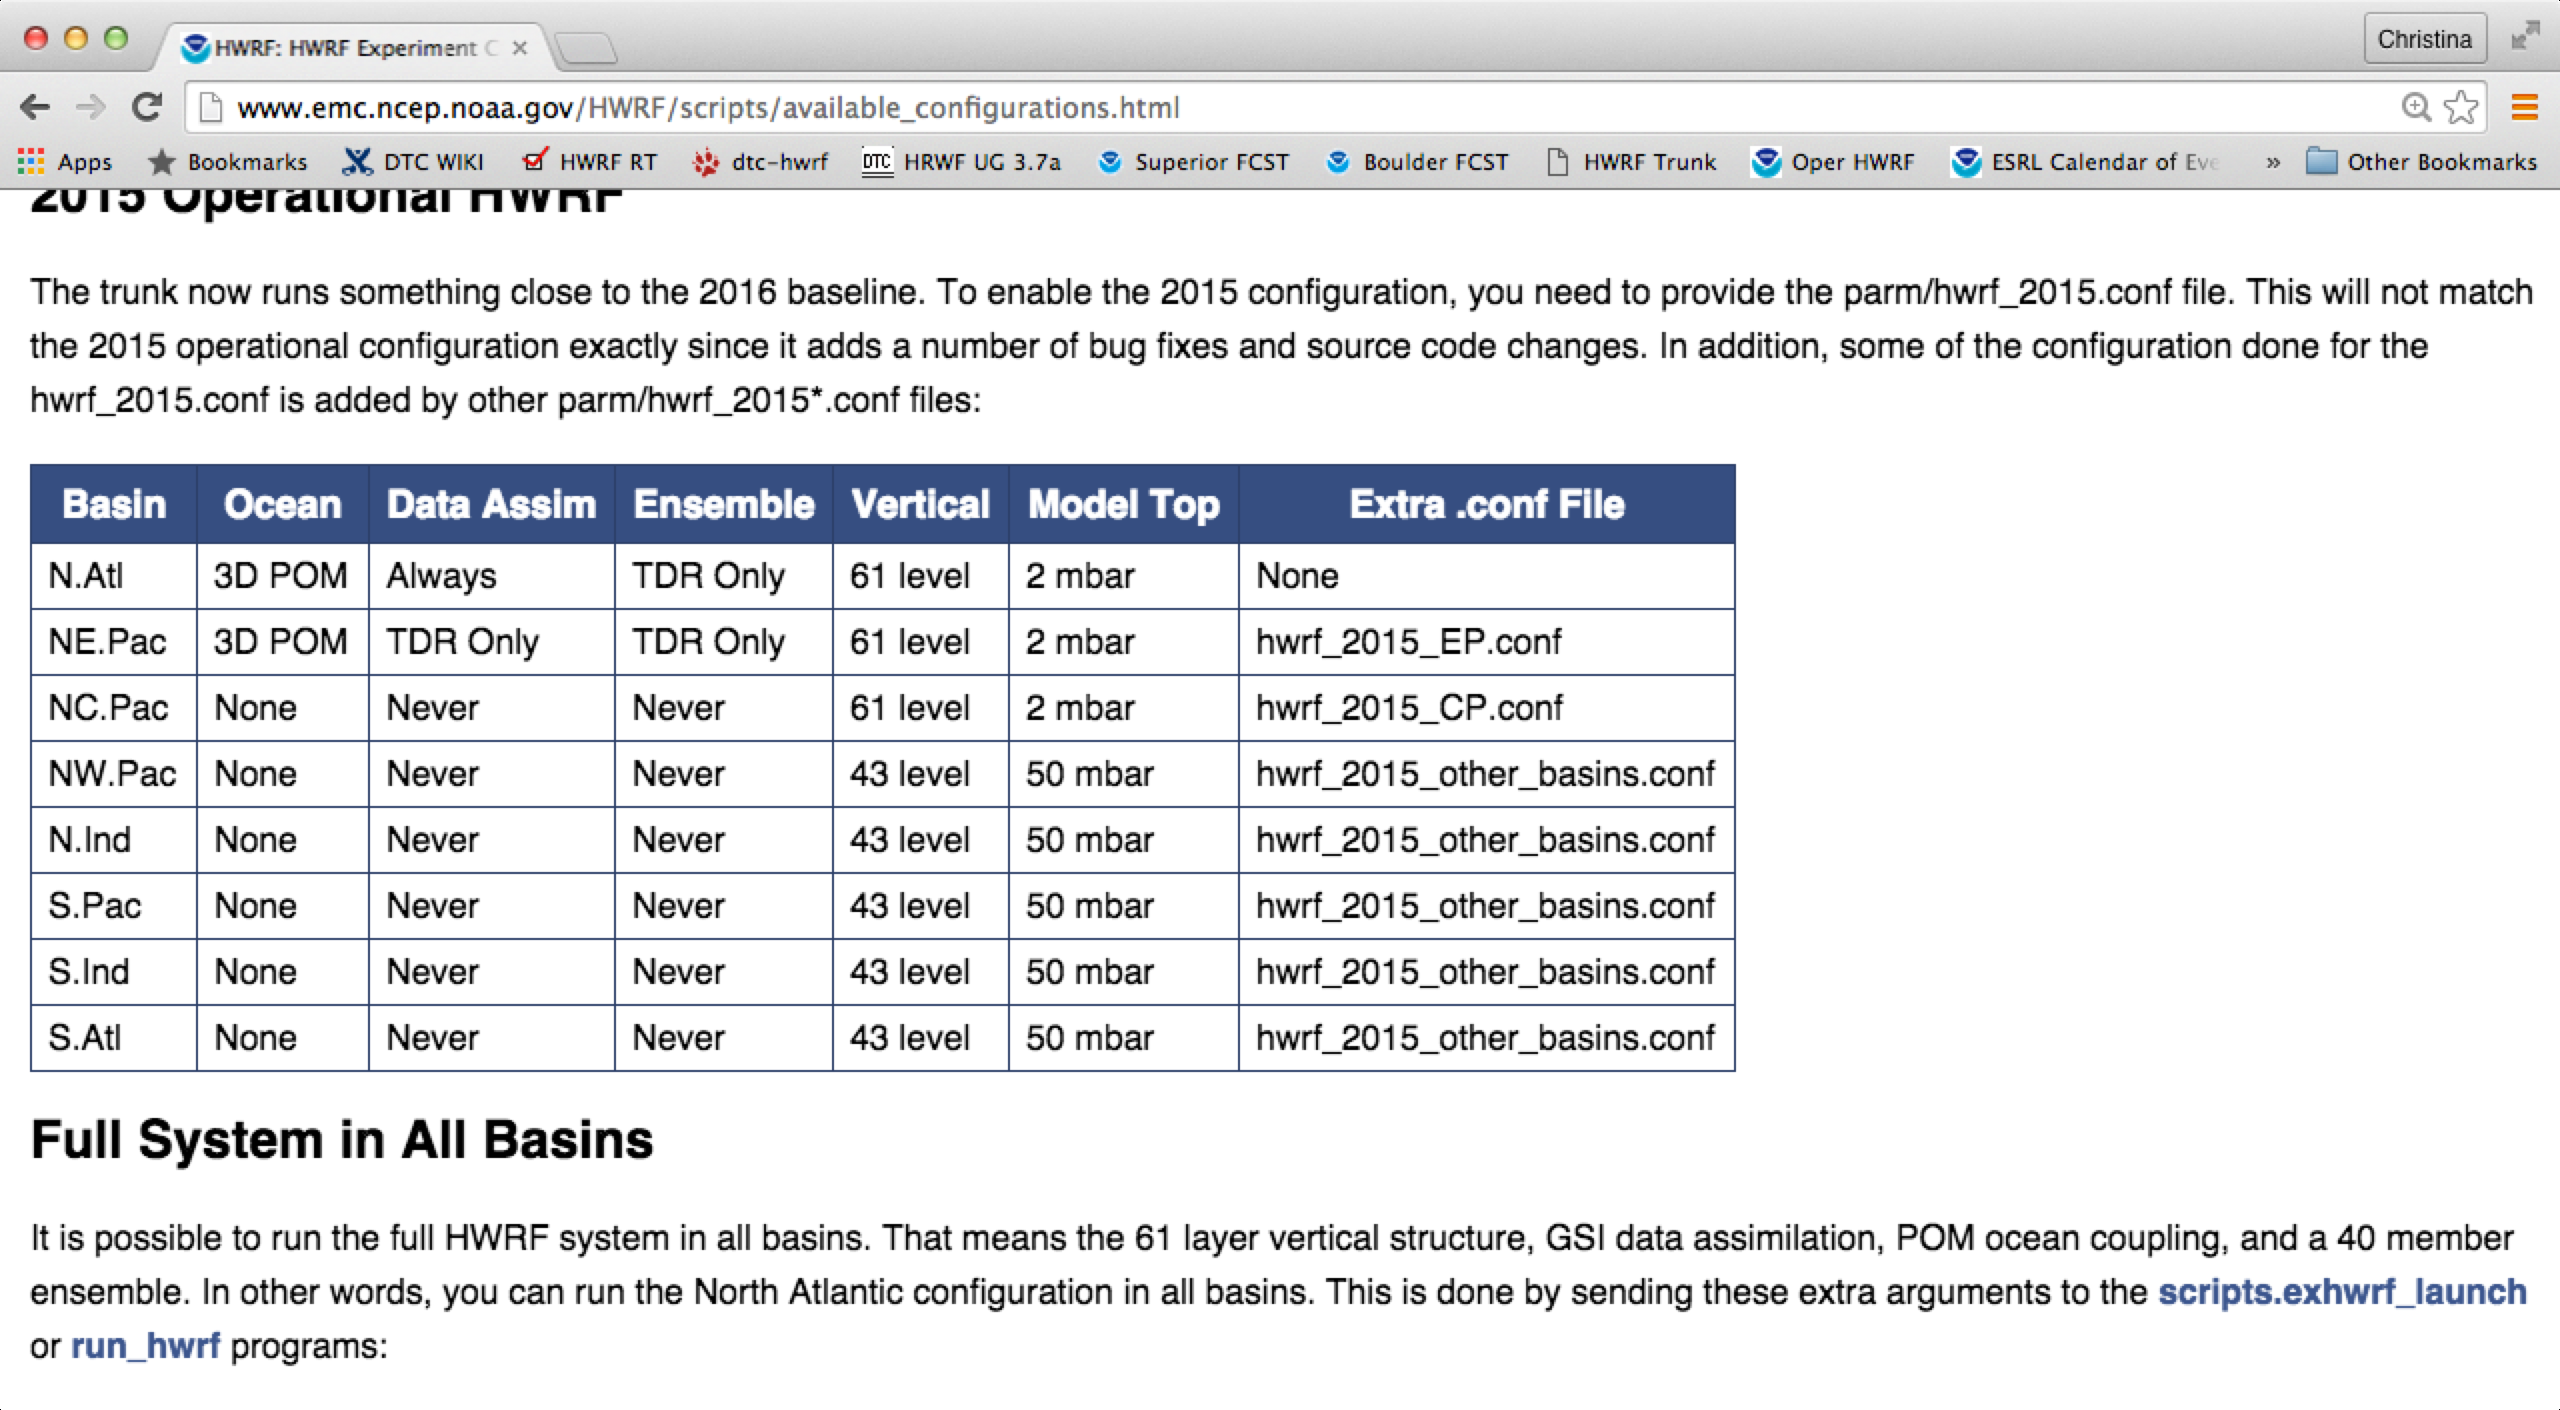 HWRF: HWRF Experiment C
Christina
www.emc.ncep.noaa.gov/HWRF/scripts/available_configurations.html
Apps Bookmarks DTC WIKI HWRF RT dtc-hwrf DTC HRWF UG 3.7a Superior FCST Boulder FCST HWRF Trunk Oper HWRF ESRL Calendar of Eve » Other Bookmarks
2015 Operational HWRF
The trunk now runs something close to the 2016 baseline. To enable the 2015 configuration, you need to provide the parm/hwrf_2015.conf file. This will not match
the 2015 operational configuration exactly since it adds a number of bug fixes and source code changes. In addition, some of the configuration done for the
hwrf_2015.conf is added by other parm/hwrf_2015*.conf files:
Basin Ocean Data Assim Ensemble Vertical Model Top Extra .conf File
N.Atl 3D POM Always TDR Only 61 level 2 mbar None
NE.Pac 3D POM TDR Only TDR Only 61 level 2 mbar hwrf_2015_EP.conf
NC.Pac None Never Never 61 level 2 mbar hwrf_2015_CP.conf
NW.Pac None Never Never 43 level 50 mbar hwrf_2015_other_basins.conf
N.Ind None Never Never 43 level 50 mbar hwrf_2015_other_basins.conf
S.Pac None Never Never 43 level 50 mbar hwrf_2015_other_basins.conf
S.Ind None Never Never 43 level 50 mbar hwrf_2015_other_basins.conf
S.Atl None Never Never 43 level 50 mbar hwrf_2015_other_basins.conf
Full System in All Basins
It is possible to run the full HWRF system in all basins. That means the 61 layer vertical structure, GSI data assimilation, POM ocean coupling, and a 40 member
ensemble. In other words, you can run the North Atlantic configuration in all basins. This is done by sending these extra arguments to the scripts.exhwrf_launch
or run_hwrf programs: